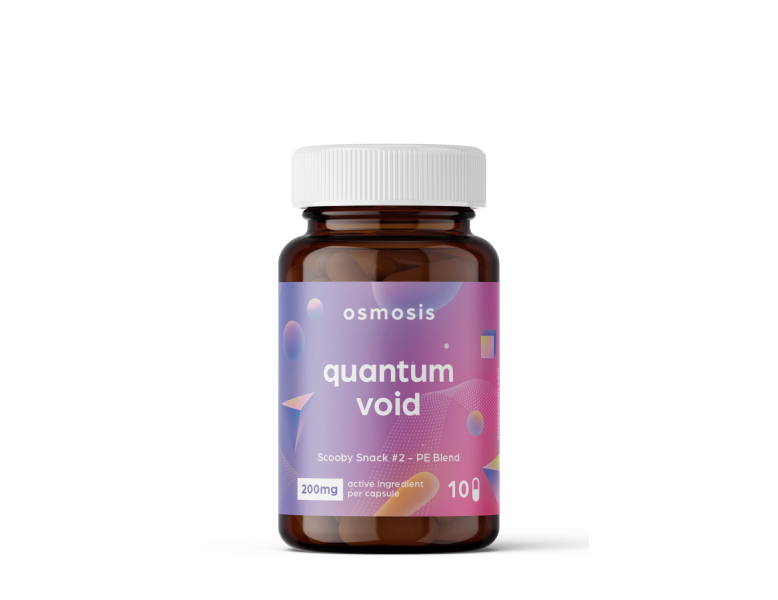 osmosis
quantum
void
Scooby Snack #2 - PE Blend
200mg
active ingredient
per capsule
10